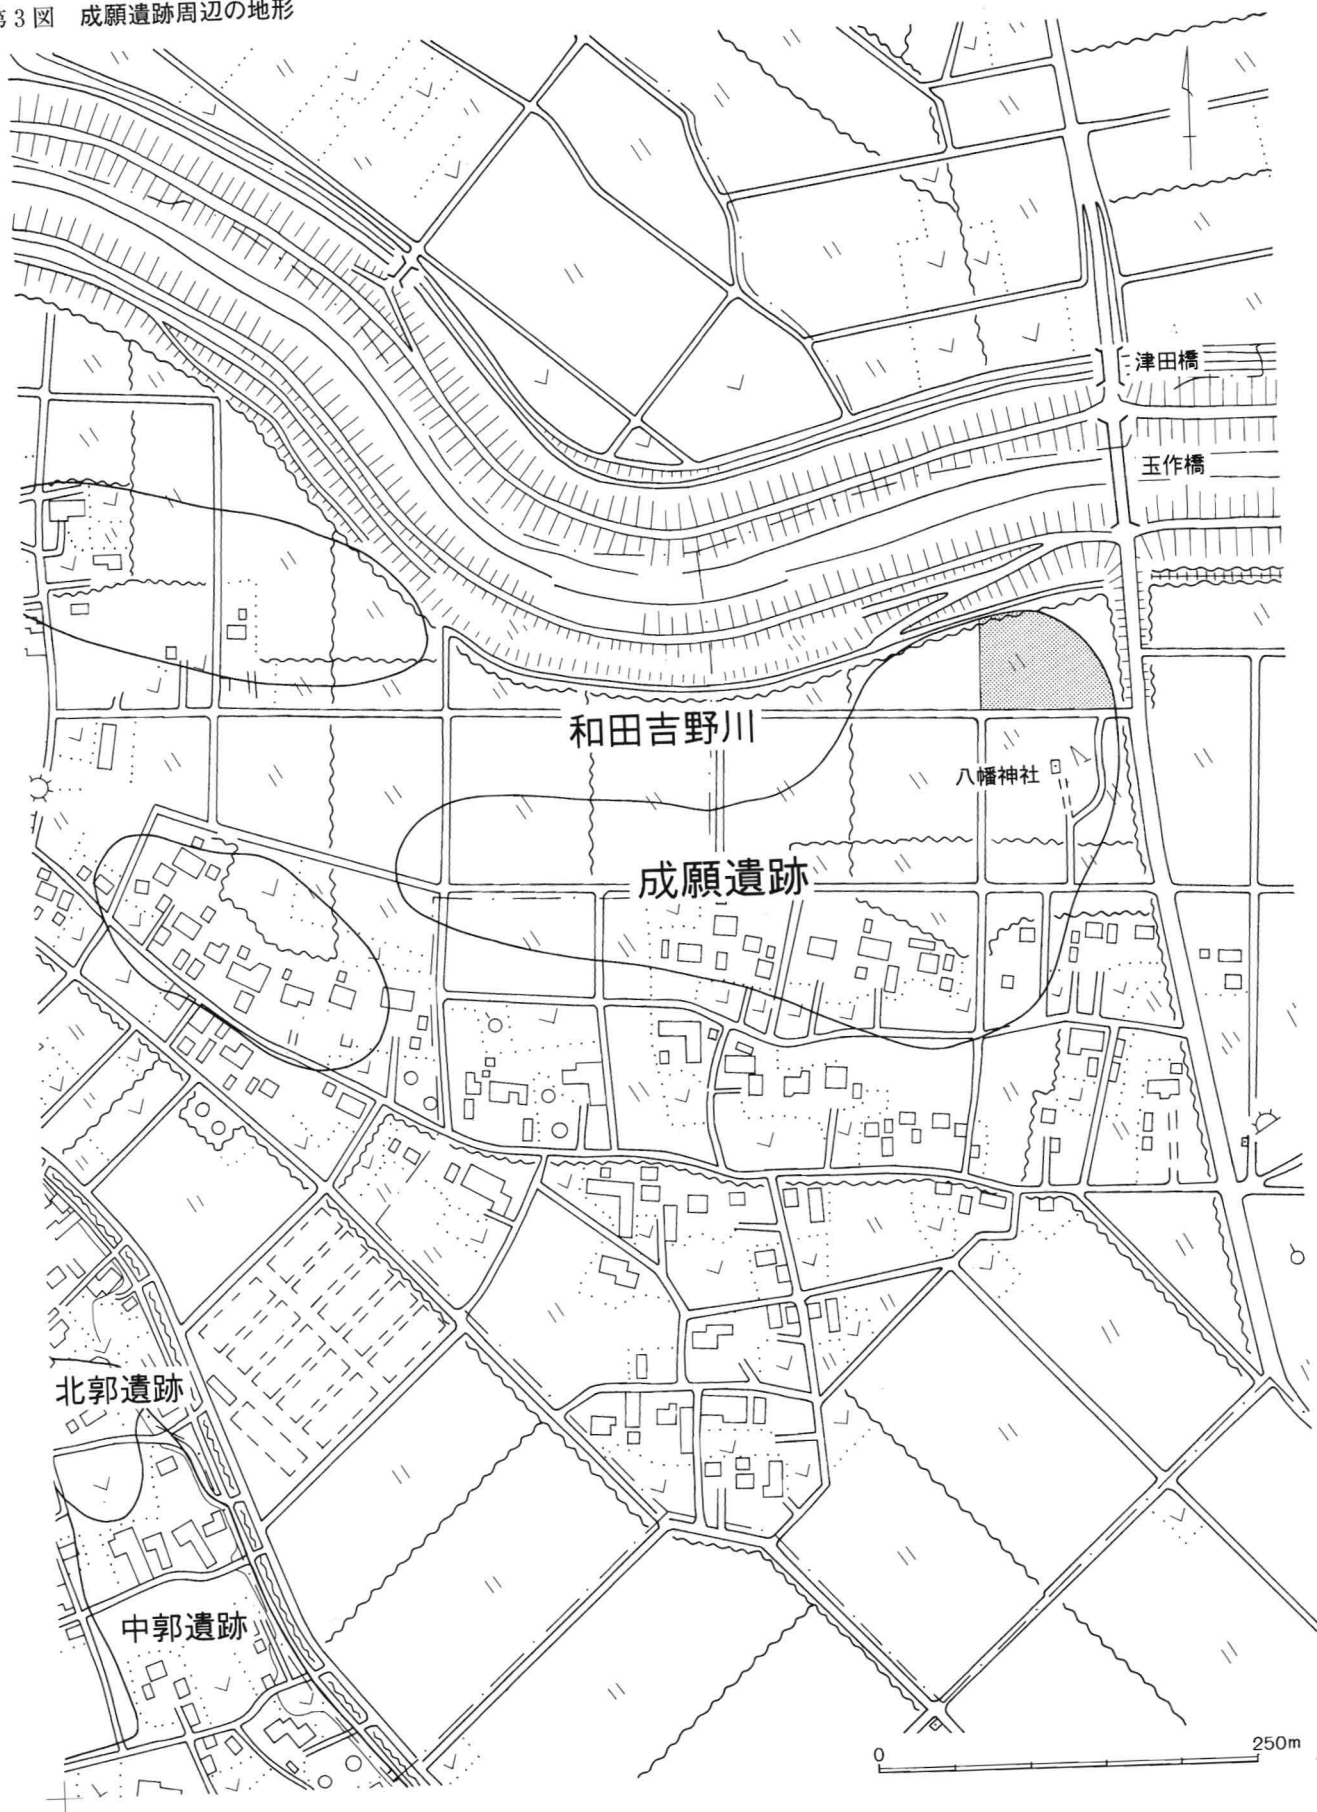 第3図 成願遺跡周辺の地形
津田橋
玉作橋
和田吉野川
八幡神社
成願遺跡
北郭遺跡
中郭遺跡
0 250m